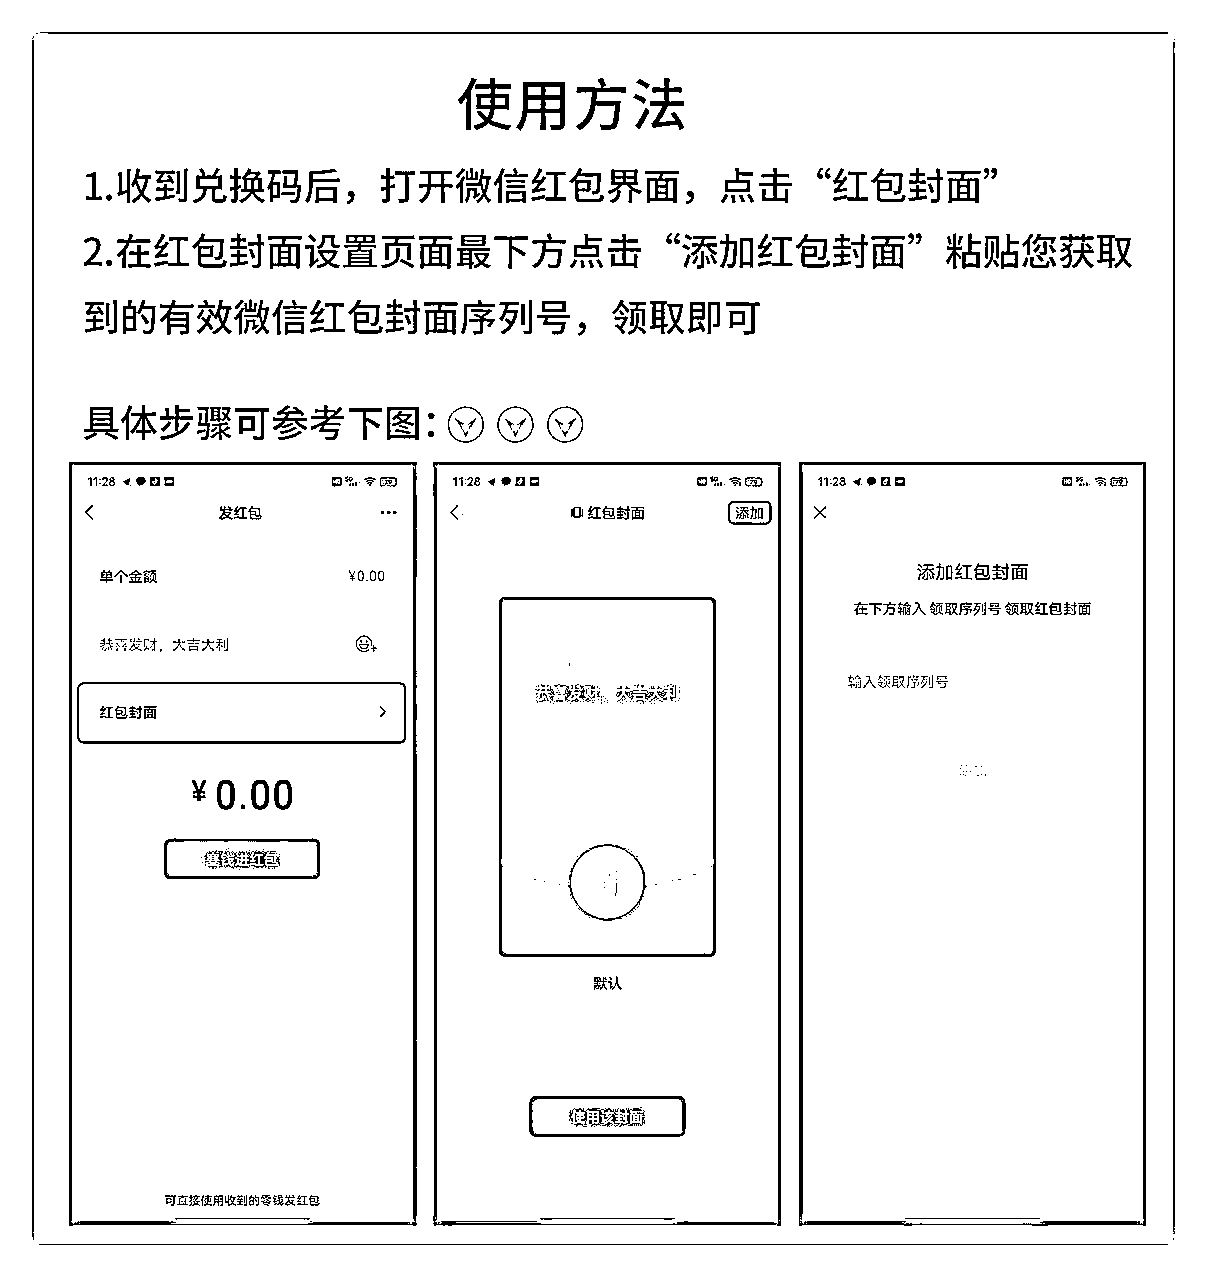 使用方法
1.收到兑换码后，打开微信红包界面，点击“红包封面”
2.在红包封面设置页面最下方点击“添加红包封面”粘贴您获取
到的有效微信红包封面序列号，领取即可
具体步骤可参考下图：
11:28
发红包
单个金额 ¥0.00
恭喜发财，大吉大利
红包封面
¥0.00
塞钱进红包
可直接使用收到的零钱发红包
11:28
红包封面 添加
恭喜发财，大吉大利
默认
使用该封面
11:28
添加红包封面
在下方输入 领取序列号 领取红包封面
输入领取序列号